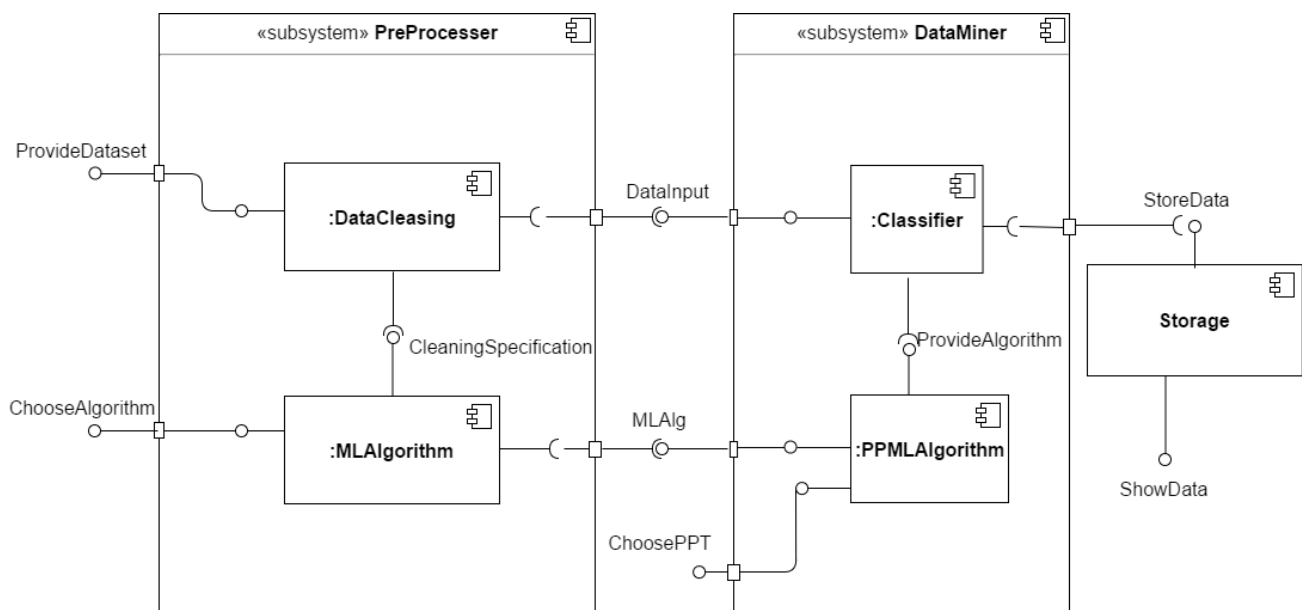 «subsystem» PreProcesser
«subsystem» DataMiner
ProvideDataset
DataInput
StoreData
:DataCleasing
:Classifier
Storage
CleaningSpecification
ProvideAlgorithm
ChooseAlgorithm
MLAlg
:MLAlgorithm
:PPMLAlgorithm
ShowData
ChoosePPT